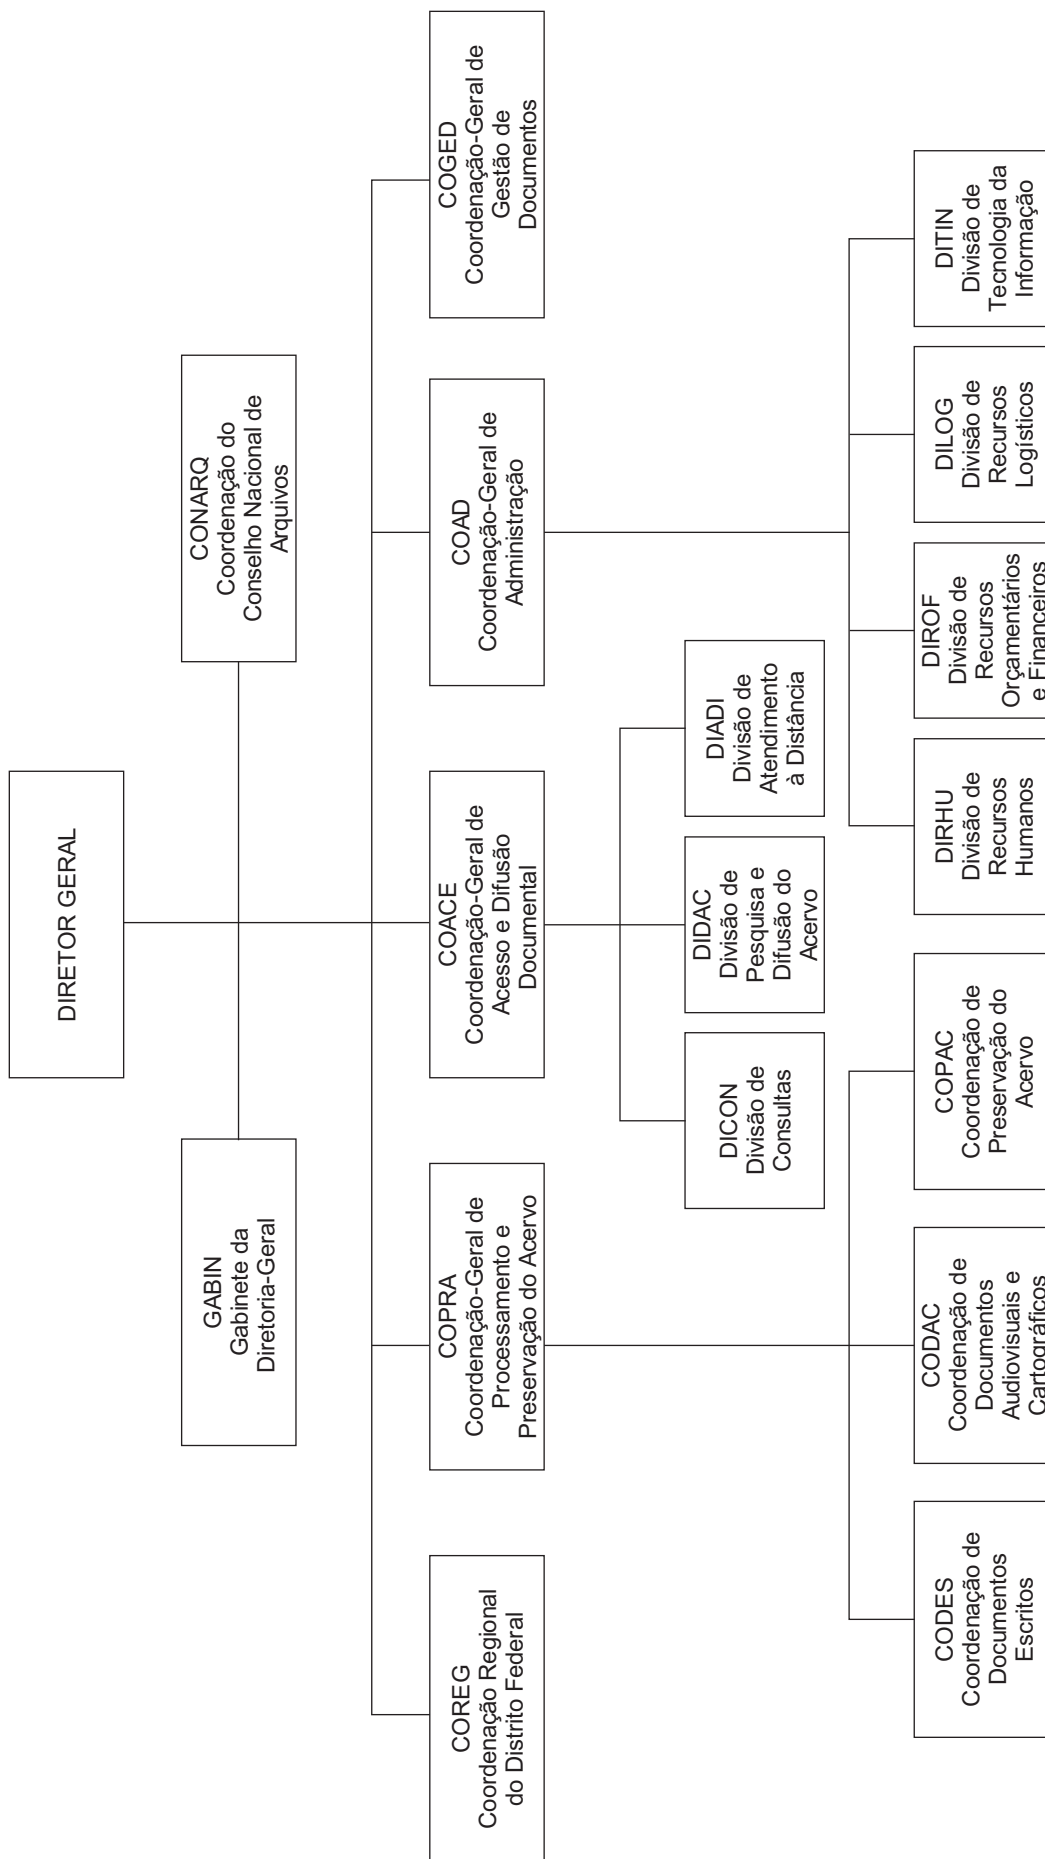 DIRETOR GERAL
GABIN
Gabinete da
Diretoria-Geral
CONARQ
Coordenação do
Conselho Nacional de
Arquivos
COREG
Coordenação Regional
do Distrito Federal
COPRA
Coordenação-Geral de
Processamento e
Preservação do Acervo
COACE
Coordenação-Geral de
Acesso e Difusão
Documental
COAD
Coordenação-Geral de
Administração
COGED
Coordenação-Geral de
Gestão de
Documentos
DICON
Divisão de
Consultas
DIDAC
Divisão de
Pesquisa e
Difusão do
Acervo
DIADI
Divisão de
Atendimento
à Distância
CODES
Coordenação de
Documentos
Escritos
CODAC
Coordenação de
Documentos
Audiovisuais e
Cartográficos
COPAC
Coordenação de
Preservação do
Acervo
DIRHU
Divisão de
Recursos
Humanos
DIROF
Divisão de
Recursos
Orçamentários
e Financeiros
DILOG
Divisão de
Recursos
Logísticos
DITIN
Divisão de
Tecnologia da
Informação